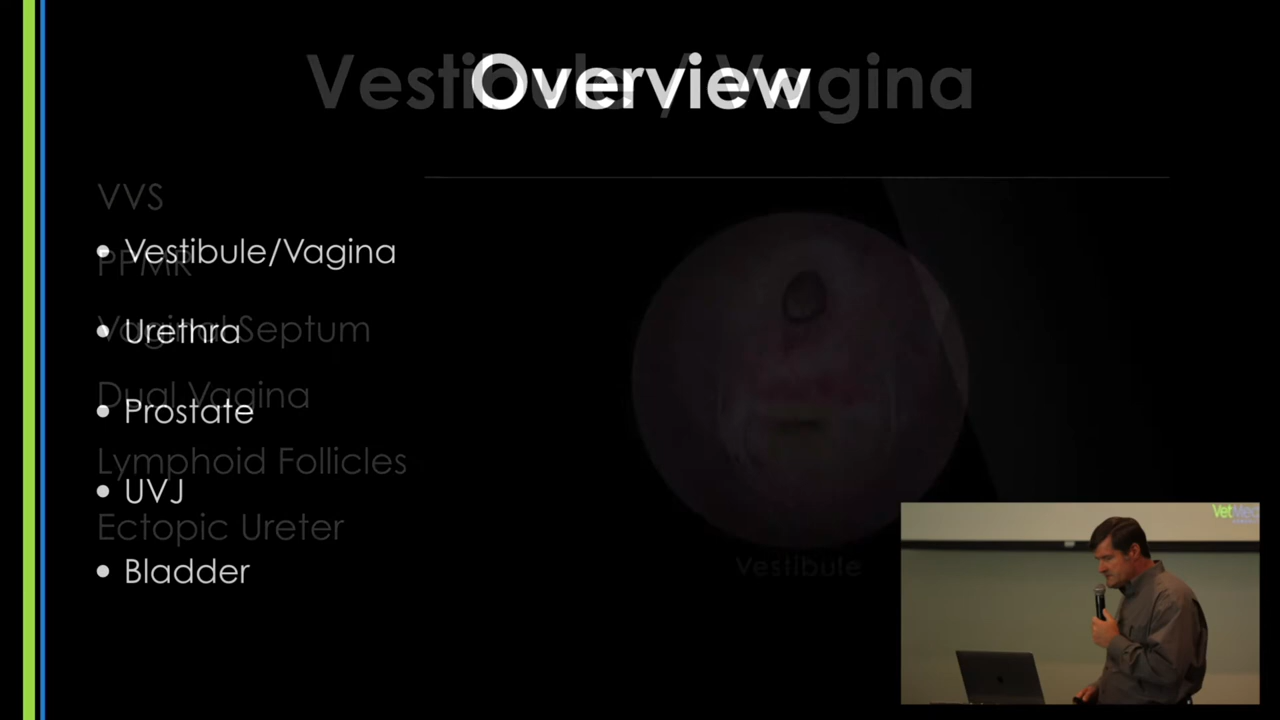 Overview
Vestibule / Vagina
VVS
• Vestibule/Vagina
PPMR
• Urethra
Vaginal Septum
Dual Vagina
• Prostate
Lymphoid Follicles
• UVJ
Ectopic Ureter
• Bladder
Vestibule
VetMed